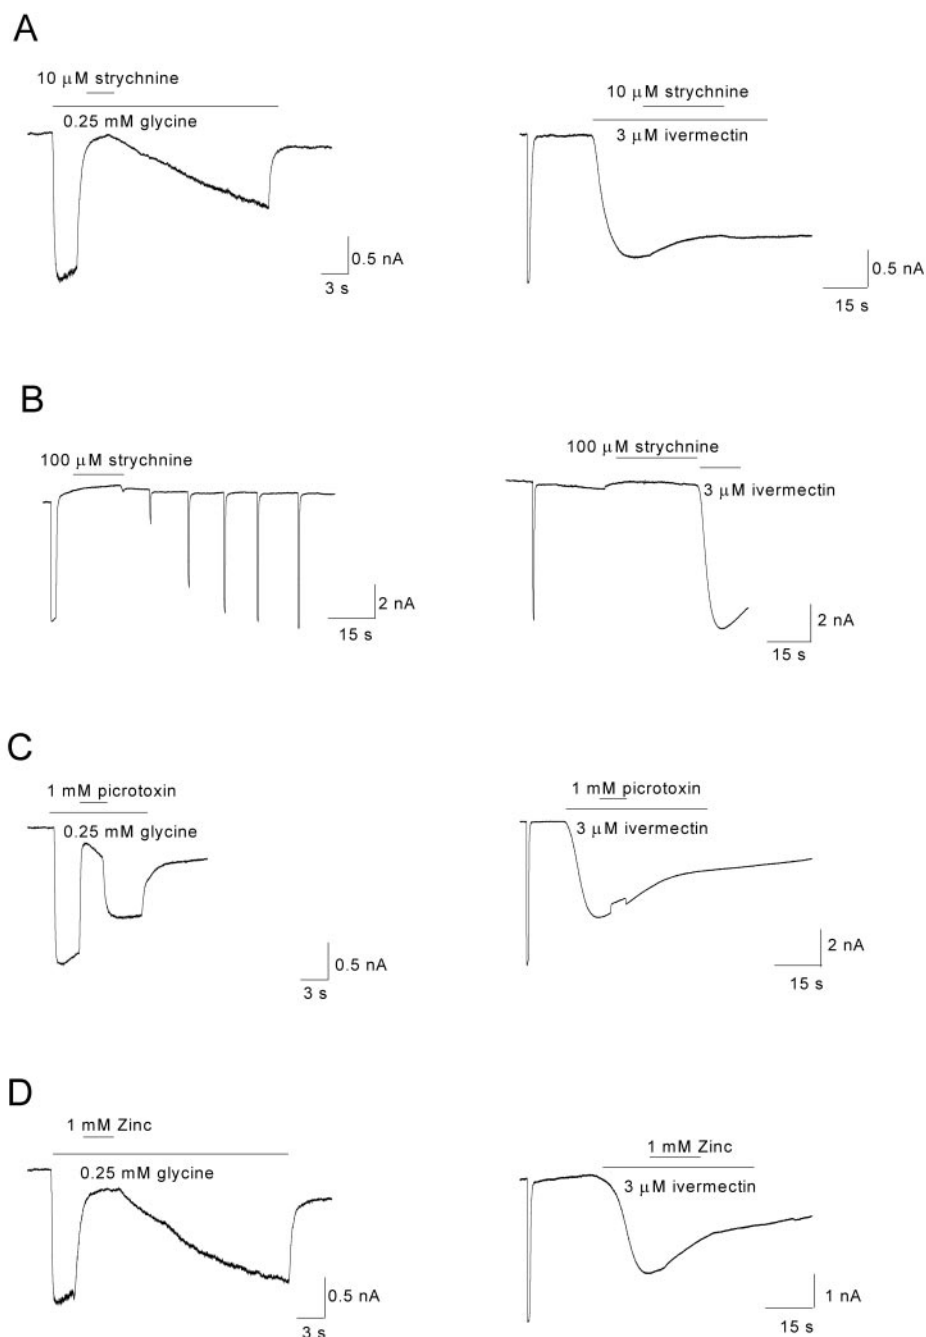 A
10 μM strychnine
0.25 mM glycine
0.5 nA
3 s
10 μM strychnine
3 μM ivermectin
0.5 nA
15 s
B
100 μM strychnine
2 nA
15 s
100 μM strychnine
3 μM ivermectin
2 nA
15 s
C
1 mM picrotoxin
0.25 mM glycine
0.5 nA
3 s
1 mM picrotoxin
3 μM ivermectin
2 nA
15 s
D
1 mM Zinc
0.25 mM glycine
0.5 nA
3 s
1 mM Zinc
3 μM ivermectin
1 nA
15 s